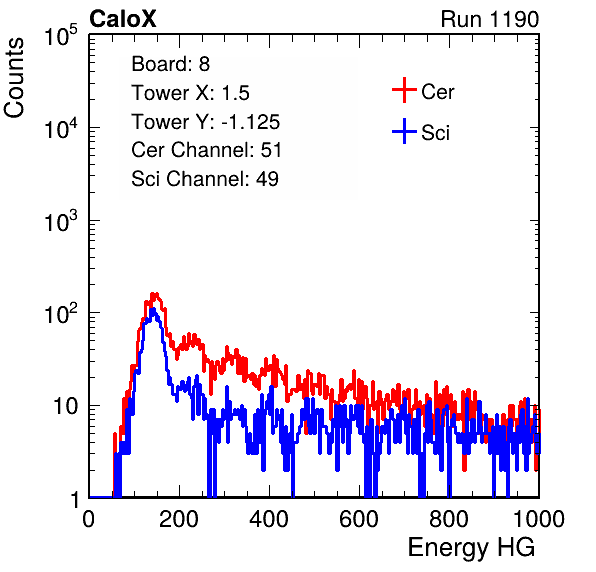 CaloX Run 1190
Counts
Board: 8
Tower X: 1.5
Tower Y: -1.125
Cer Channel: 51
Sci Channel: 49
Cer
Sci
10^5
10^4
10^3
10^2
10
1
0 200 400 600 800 1000
Energy HG